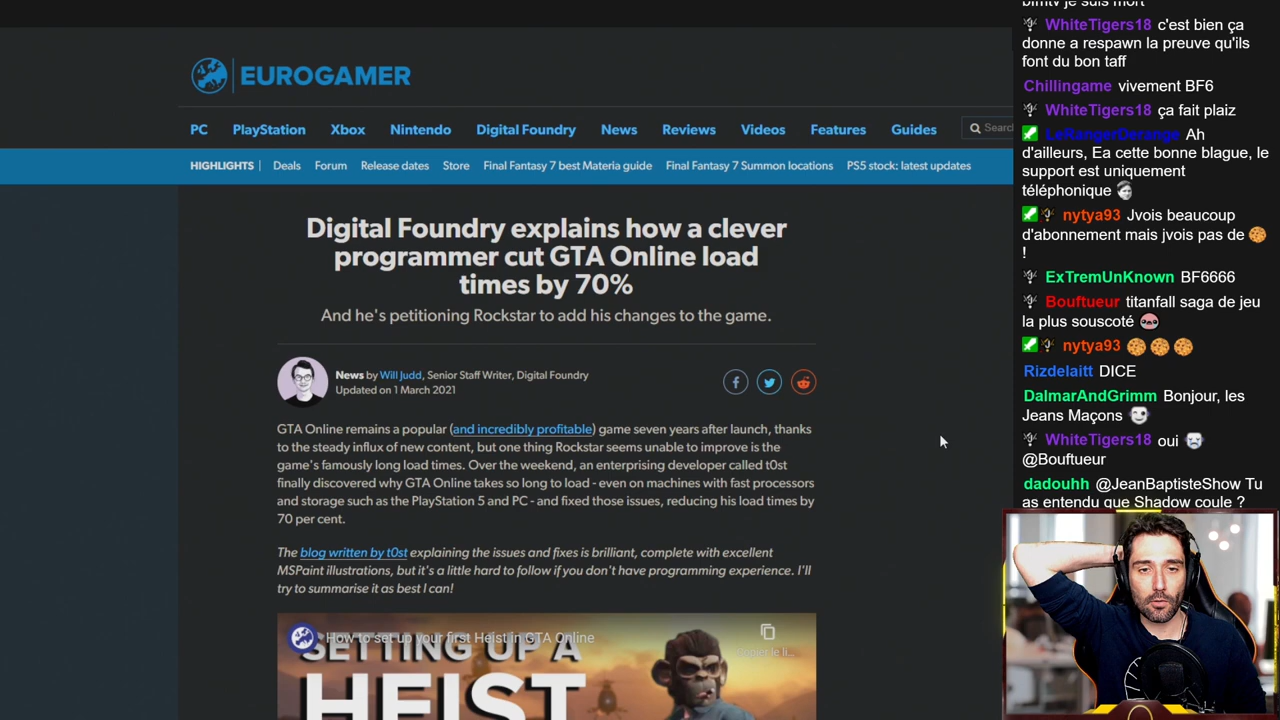 EUROGAMER
PC PlayStation Xbox Nintendo Digital Foundry News Reviews Videos Features Guides Search
HIGHLIGHTS Deals Forum Release dates Store Final Fantasy 7 best Materia guide Final Fantasy 7 Summon locations PS5 stock: latest updates
Digital Foundry explains how a clever
programmer cut GTA Online load
times by 70%
And he's petitioning Rockstar to add his changes to the game.
News by Will Judd, Senior Staff Writer, Digital Foundry
Updated on 1 March 2021
GTA Online remains a popular (and incredibly profitable) game seven years after launch, thanks
to the steady influx of new content, but one thing Rockstar seems unable to improve is the
game's famously long load times. Over the weekend, an enterprising developer called t0st
finally discovered why GTA Online takes so long to load - even on machines with fast processors
and storage such as the PlayStation 5 and PC - and fixed those issues, reducing his load times by
70 per cent.
The blog written by t0st explaining the issues and fixes is brilliant, complete with excellent
MSPaint illustrations, but it's a little hard to follow if you don't have programming experience. I'll
try to summarise it as best I can!
How to set up your first Heist in GTA Online
Copier le li...
SETTING UP A
HEIST
WhiteTigers18 c'est bien ça
donne a respawn la preuve qu'ils
font du bon taff
Chillingame vivement BF6
WhiteTigers18 ça fait plaiz
LeRangerDerange Ah
d'ailleurs, Ea cette bonne blague, le
support est uniquement
téléphonique
nytya93 Jvois beaucoup
d'abonnement mais jvois pas de
!
ExTremUnKnown BF6666
Bouftueur titanfall saga de jeu
la plus souscoté
nytya93
Rizdelaitt DICE
DalmarAndGrimm Bonjour, les
Jeans Maçons
WhiteTigers18 oui
@Bouftueur
dadouhh @JeanBaptisteShow Tu
as entendu que Shadow coule ?